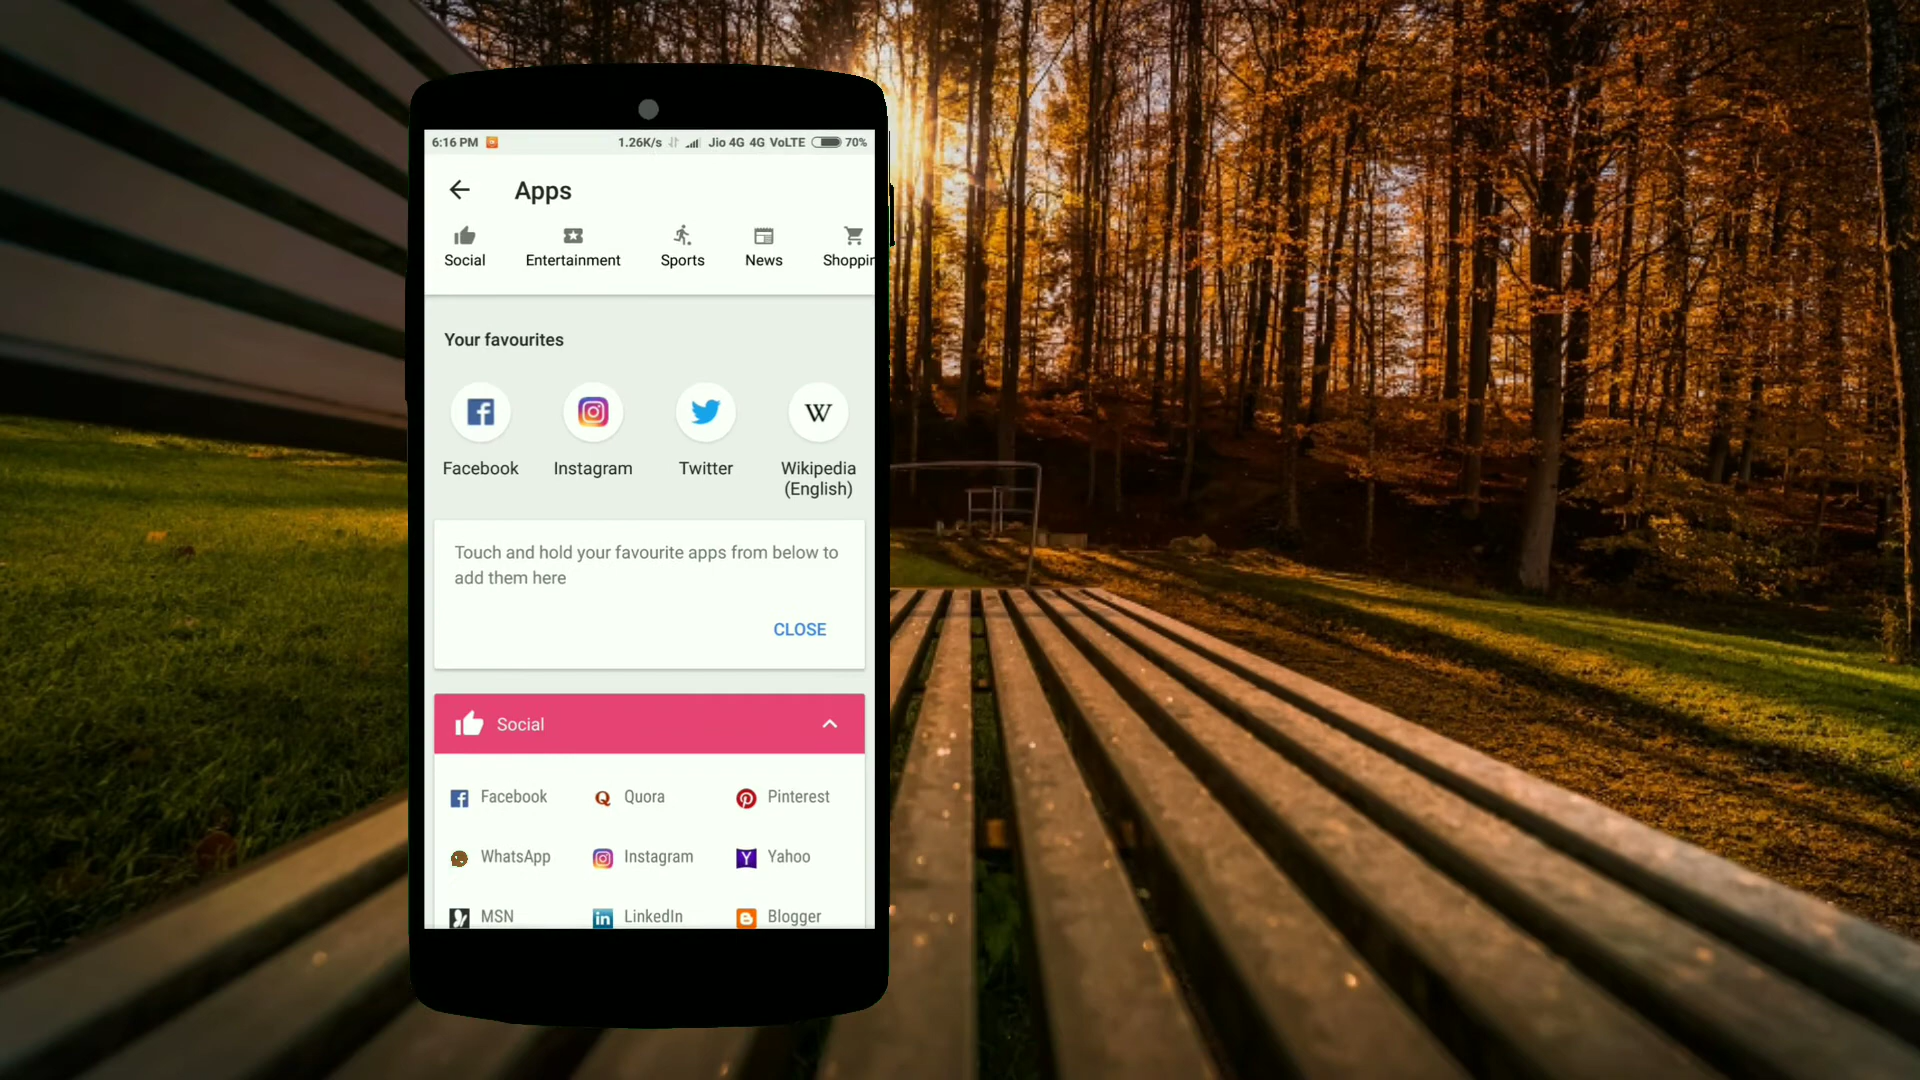 6:16 PM 1.26K/s Jio 4G 4G VoLTE 70%
Apps
Social Entertainment Sports News Shoppin
Your favourites
Facebook Instagram Twitter Wikipedia
(English)
Touch and hold your favourite apps from below to
add them here
CLOSE
Social
Facebook Quora Pinterest
WhatsApp Instagram Yahoo
MSN LinkedIn Blogger